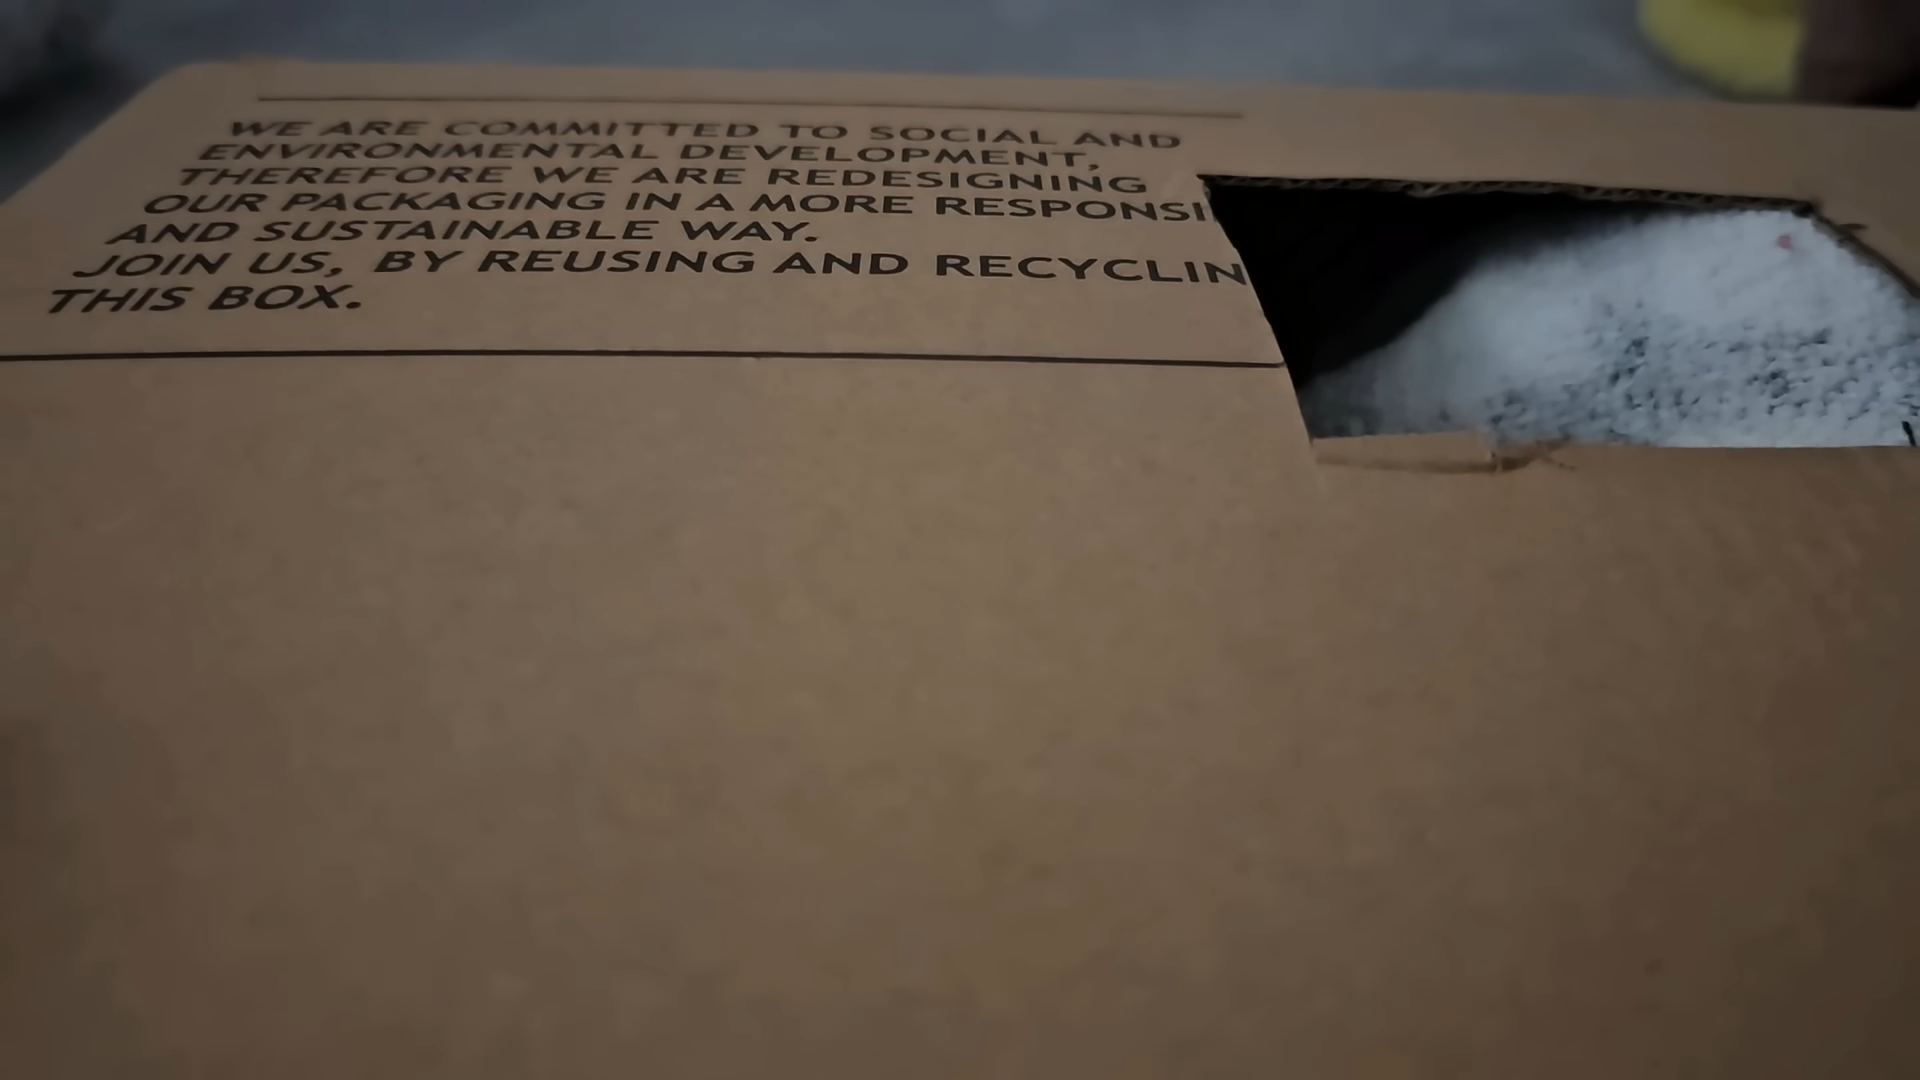 WE ARE COMMITTED TO SOCIAL AND
ENVIRONMENTAL DEVELOPMENT,
THEREFORE WE ARE REDESIGNING
OUR PACKAGING IN A MORE RESPONSI
AND SUSTAINABLE WAY.
JOIN US, BY REUSING AND RECYCLIN
THIS BOX.